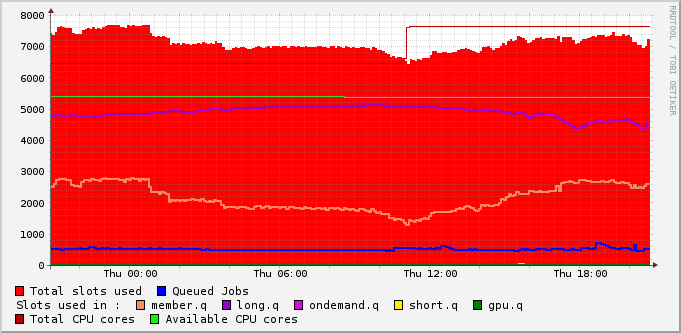 8000
7000
6000
5000
4000
3000
2000
1000
0
Thu 00:00 Thu 06:00 Thu 12:00 Thu 18:00
RRDTOOL / TOBI OETIKER
Total slots used Queued Jobs
Slots used in : member.q long.q ondemand.q short.q gpu.q
Total CPU cores Available CPU cores